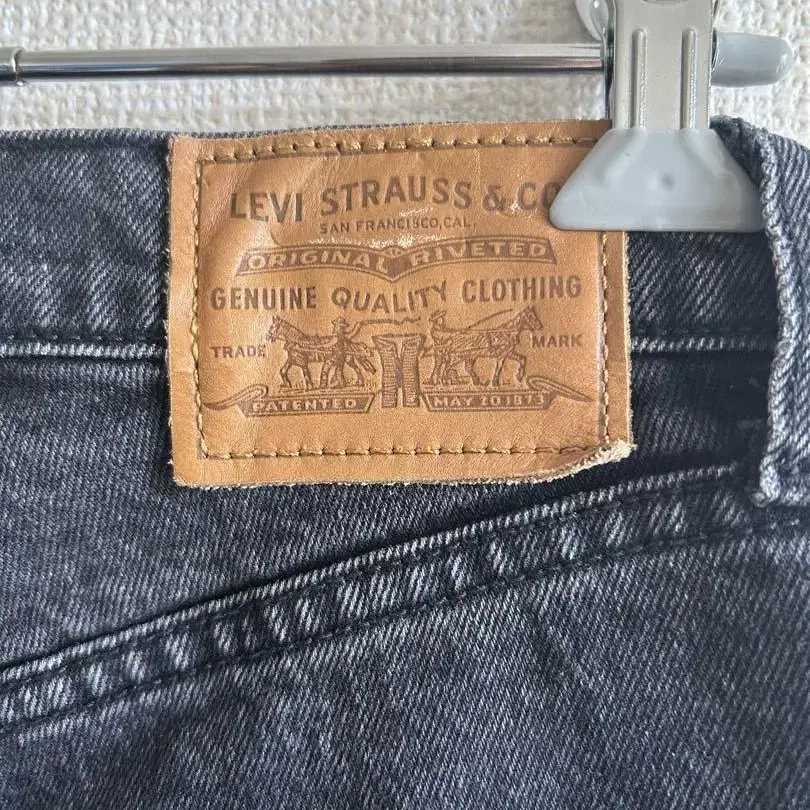 LEVI STRAUSS & CO
SAN FRANCISCO, CAL.
ORIGINAL RIVETED
GENUINE QUALITY CLOTHING
TRADE MARK
PATENTED MAY 20 1873